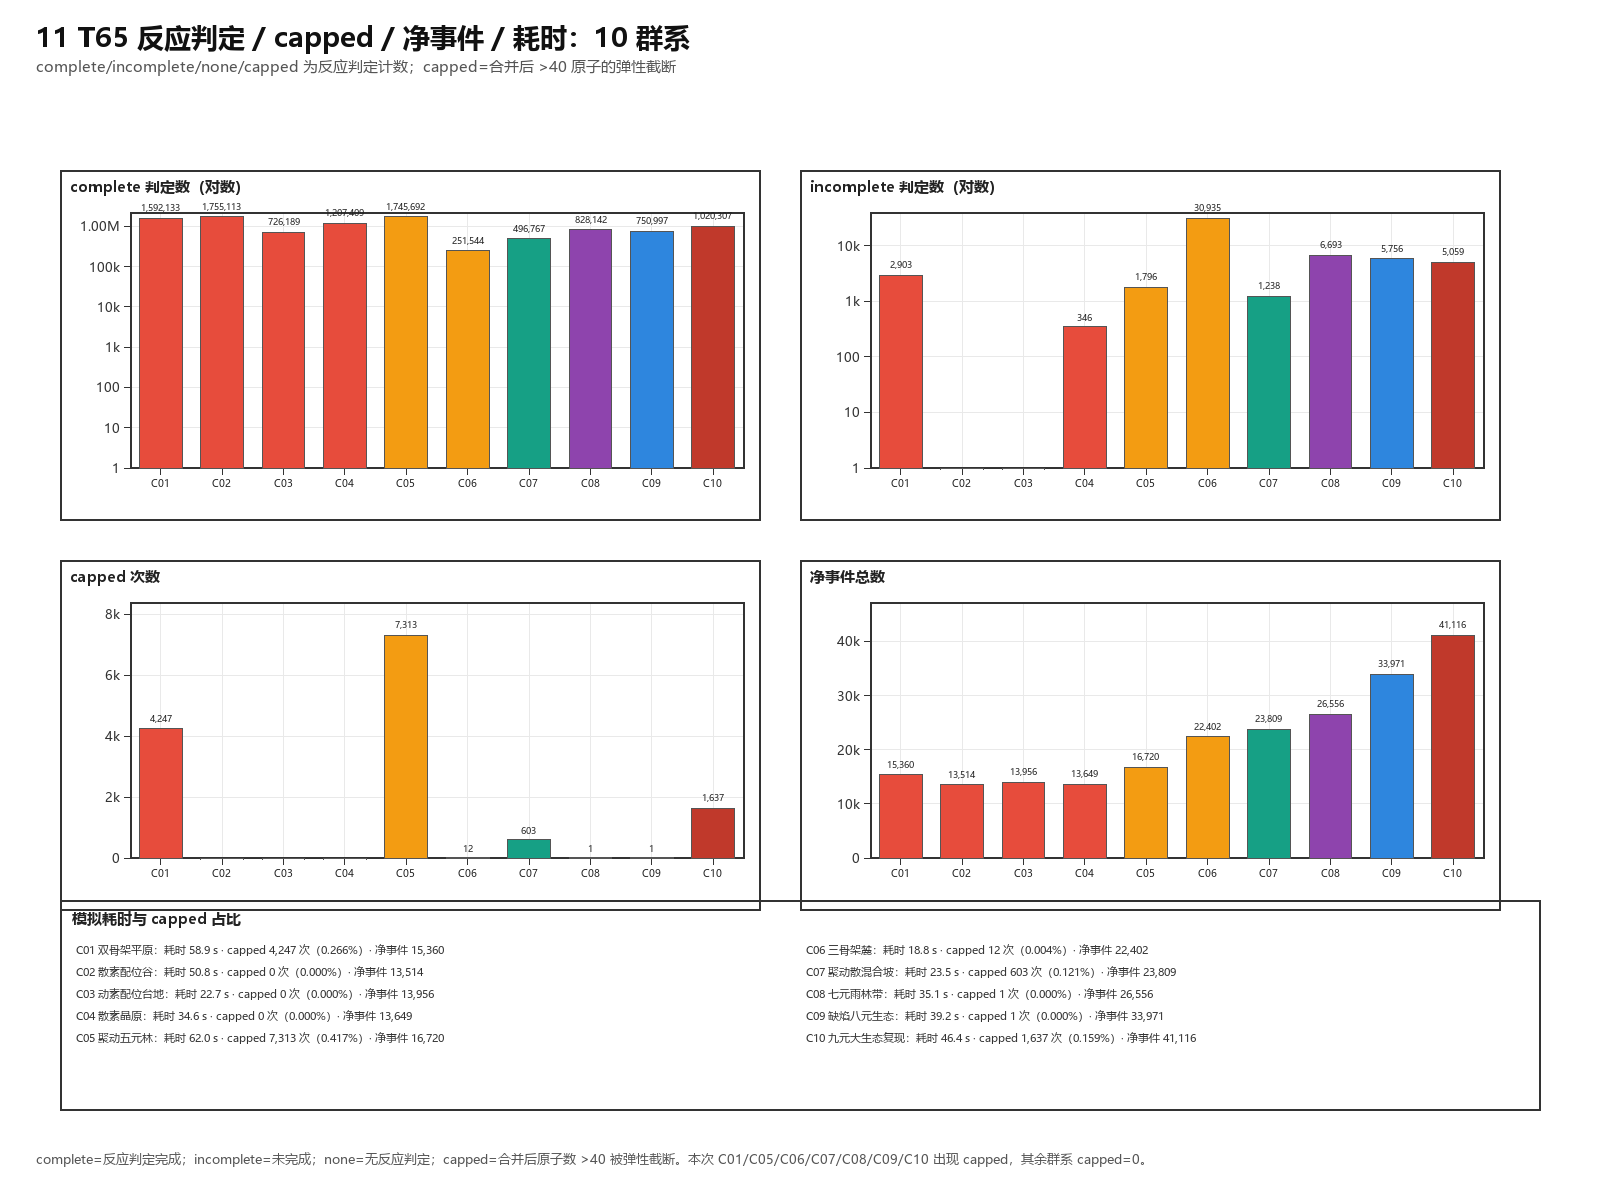 11 T65 反应判定 / capped / 净事件 / 耗时：10 群系
complete/incomplete/none/capped 为反应判定计数；capped=合并后 >40 原子的弹性截断
complete 判定数（对数）
1.00M
100k
10k
1k
100
10
1
1,592,133
1,755,113
726,189
1,207,409
1,745,692
251,544
496,767
828,142
750,997
1,020,307
C01 C02 C03 C04 C05 C06 C07 C08 C09 C10
incomplete 判定数（对数）
10k
1k
100
10
1
2,903
346
1,796
30,935
1,238
6,693
5,756
5,059
C01 C02 C03 C04 C05 C06 C07 C08 C09 C10
capped 次数
8k
6k
4k
2k
0
4,247
7,313
12
603
1
1
1,637
C01 C02 C03 C04 C05 C06 C07 C08 C09 C10
净事件总数
40k
30k
20k
10k
0
15,360
13,514
13,956
13,649
16,720
22,402
23,809
26,556
33,971
41,116
C01 C02 C03 C04 C05 C06 C07 C08 C09 C10
模拟耗时与 capped 占比
C01 双骨架平原：耗时 58.9 s · capped 4,247 次（0.266%）· 净事件 15,360
C02 散素配位谷：耗时 50.8 s · capped 0 次（0.000%）· 净事件 13,514
C03 动素配位台地：耗时 22.7 s · capped 0 次（0.000%）· 净事件 13,956
C04 散素晶原：耗时 34.6 s · capped 0 次（0.000%）· 净事件 13,649
C05 聚动五元林：耗时 62.0 s · capped 7,313 次（0.417%）· 净事件 16,720
C06 三骨架麓：耗时 18.8 s · capped 12 次（0.004%）· 净事件 22,402
C07 聚动散混合坡：耗时 23.5 s · capped 603 次（0.121%）· 净事件 23,809
C08 七元雨林带：耗时 35.1 s · capped 1 次（0.000%）· 净事件 26,556
C09 缺焰八元生态：耗时 39.2 s · capped 1 次（0.000%）· 净事件 33,971
C10 九元大生态复现：耗时 46.4 s · capped 1,637 次（0.159%）· 净事件 41,116
complete=反应判定完成；incomplete=未完成；none=无反应判定；capped=合并后原子数 >40 被弹性截断。本次 C01/C05/C06/C07/C08/C09/C10 出现 capped，其余群系 capped=0。